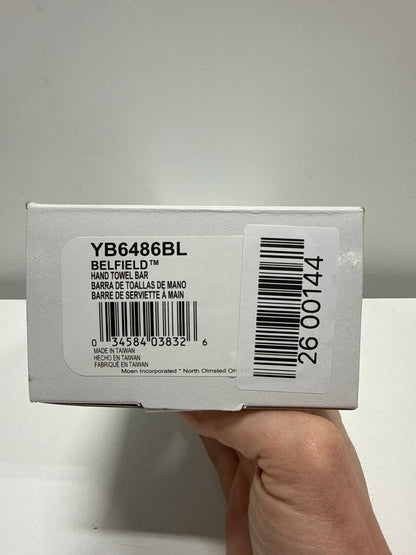 YB6486BL
BELFIELD™
HAND TOWEL BAR
BARRA DE TOALLAS DE MANO
BARRE DE SERVIETTE À MAIN
0 34584 03832 6
MADE IN TAIWAN
HECHO EN TAIWAN
FABRIQUÉ EN TAIWAN
Moen Incorporated * North Olmsted OH
26 00144